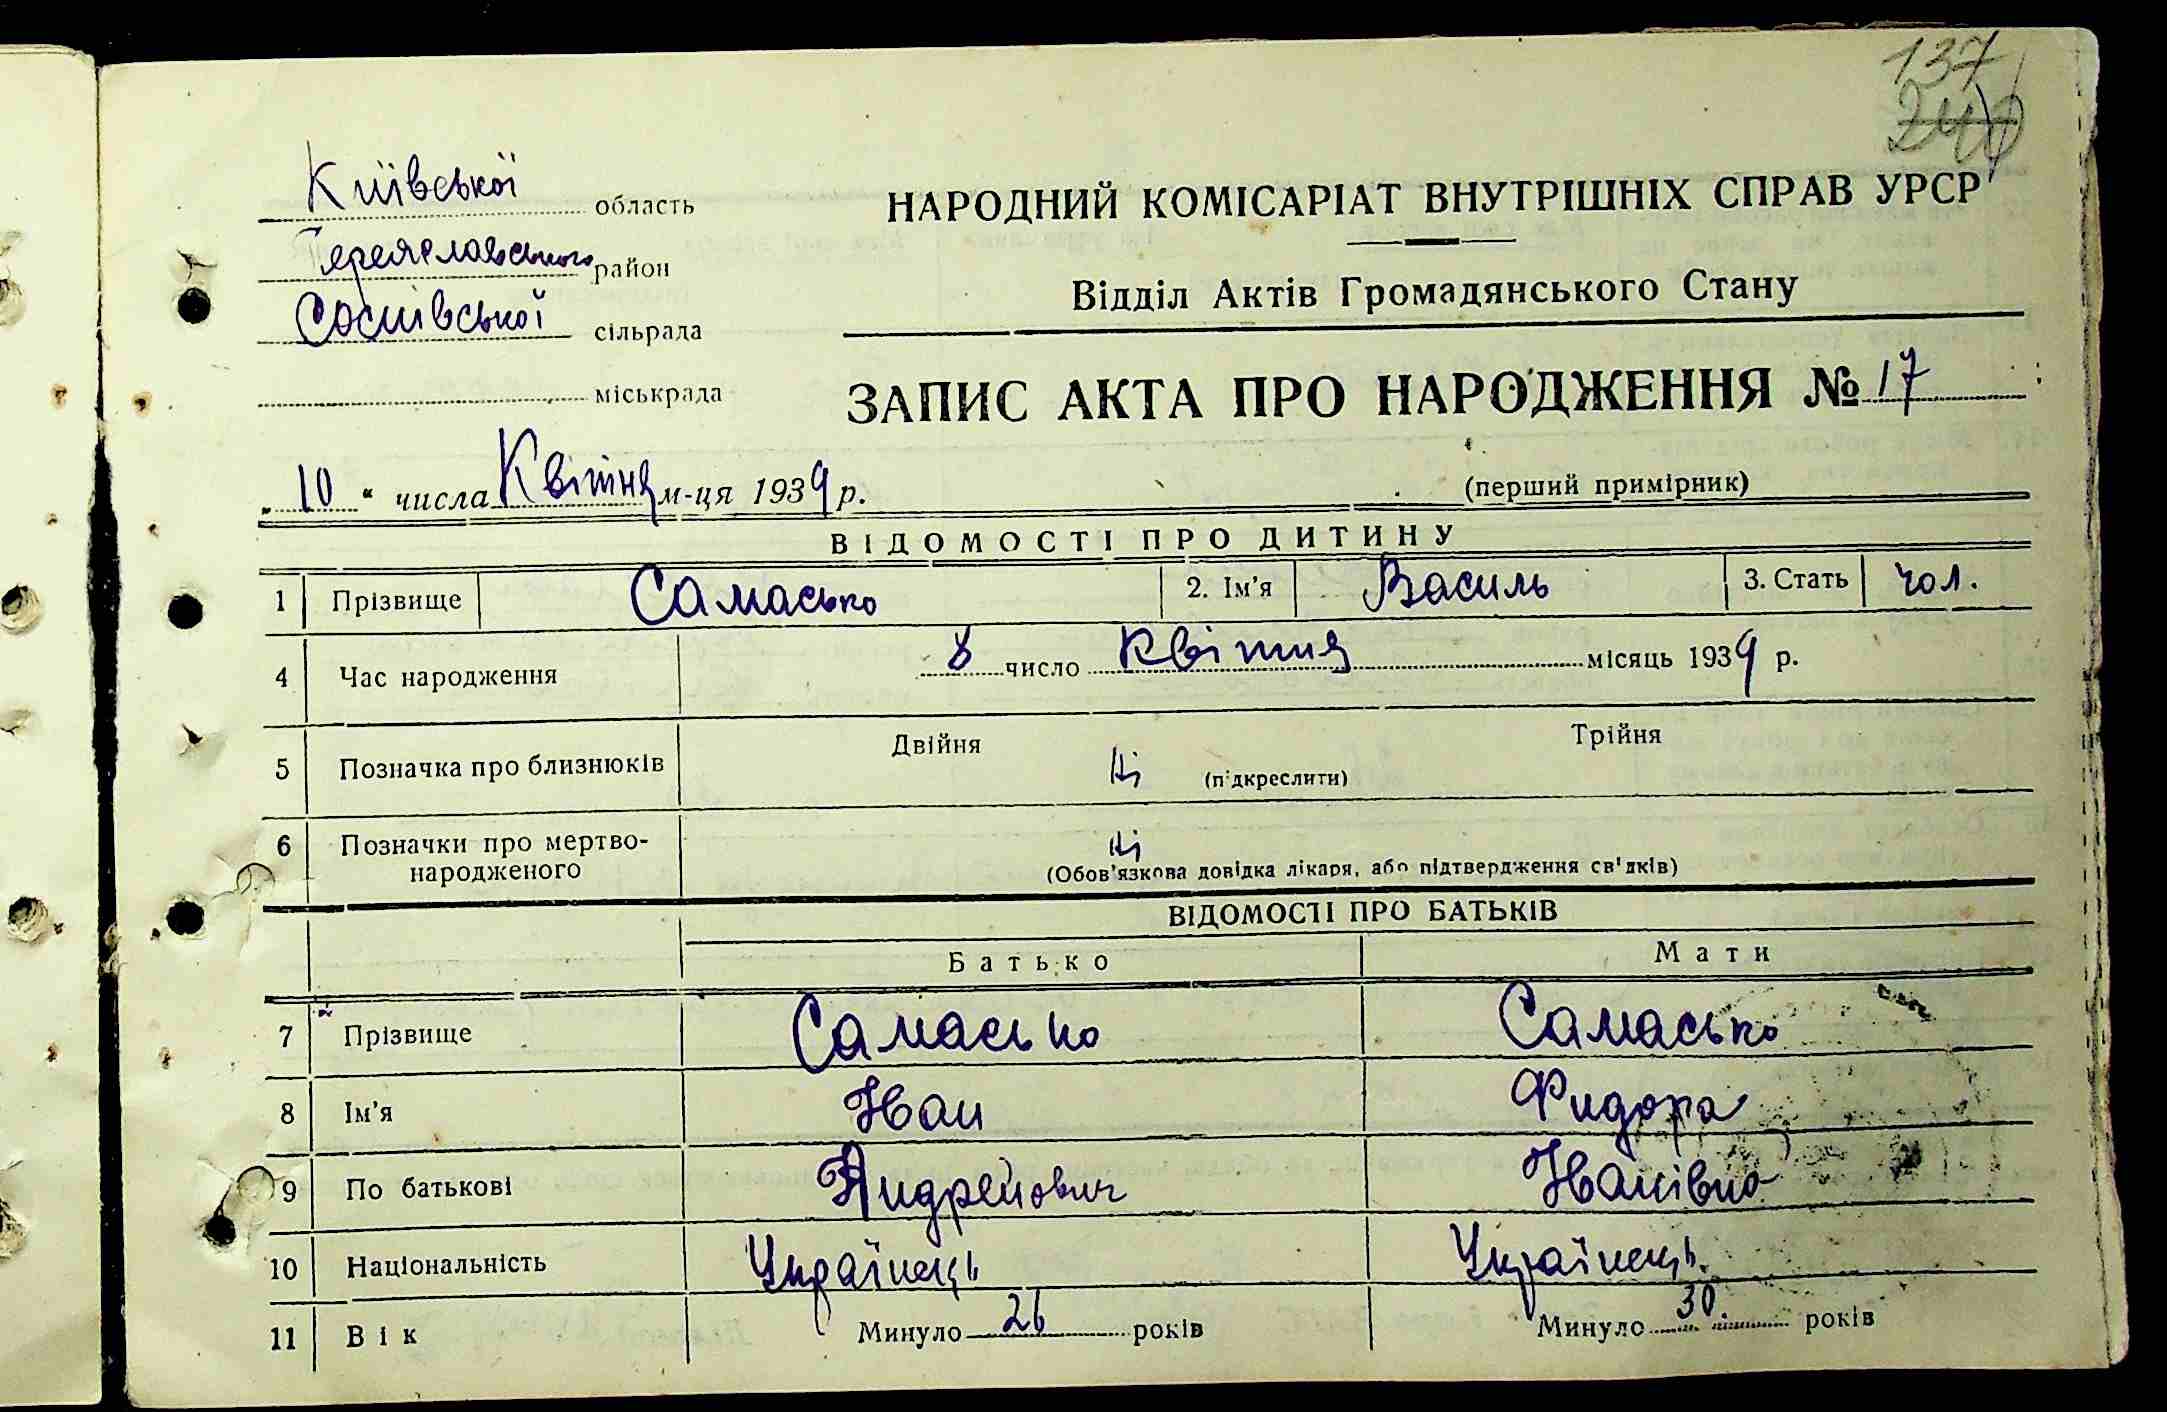 137
240
Київської область
Переяславського район
Соснівської сільрада
міськрада
НАРОДНИЙ КОМІСАРІАТ ВНУТРІШНІХ СПРАВ УРСР
Відділ Актів Громадянського Стану
ЗАПИС АКТА ПРО НАРОДЖЕННЯ № 17
„10“ числа Квітня м-ця 1939 р.
(перший примірник)
ВІДОМОСТІ ПРО ДИТИНУ
1 Прізвище Самасько 2. Ім'я Василь 3. Стать чол.
4 Час народження 8 число Квітня місяць 1939 р.
5 Позначка про близнюків Двійня Ні (підкреслити) Трійня
6 Позначки про мертво-
народженого Ні
(Обов'язкова довідка лікаря, або підтвердження св'дків)
ВІДОМОСТІ ПРО БАТЬКІВ
Батько Мати
7 Прізвище Самасько Самасько
8 Ім'я Іван Фидора
9 По батькові Андрейович Іванівна
10 Національність Українець Українець.
11 Вік Минуло 26 років Минуло 30. років